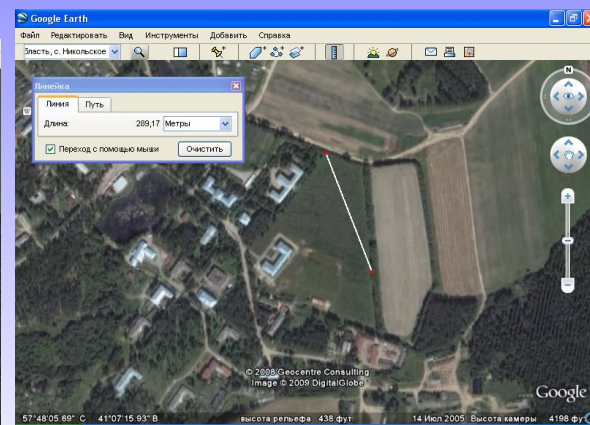 Google Earth
Файл Редактировать Вид Инструменты Добавить Справка
бласть, с. Никольское
Линейка
Линия Путь
Длина: 289,17 Метры
Переход с помощью мыши Очистить
N
© 2008 Geocentre Consulting
Image © 2009 DigitalGlobe
Google
57°48'05.69" С 41°07'15.93" В высота рельефа 438 фут 14 Июл 2005 Высота камеры 4198 фут